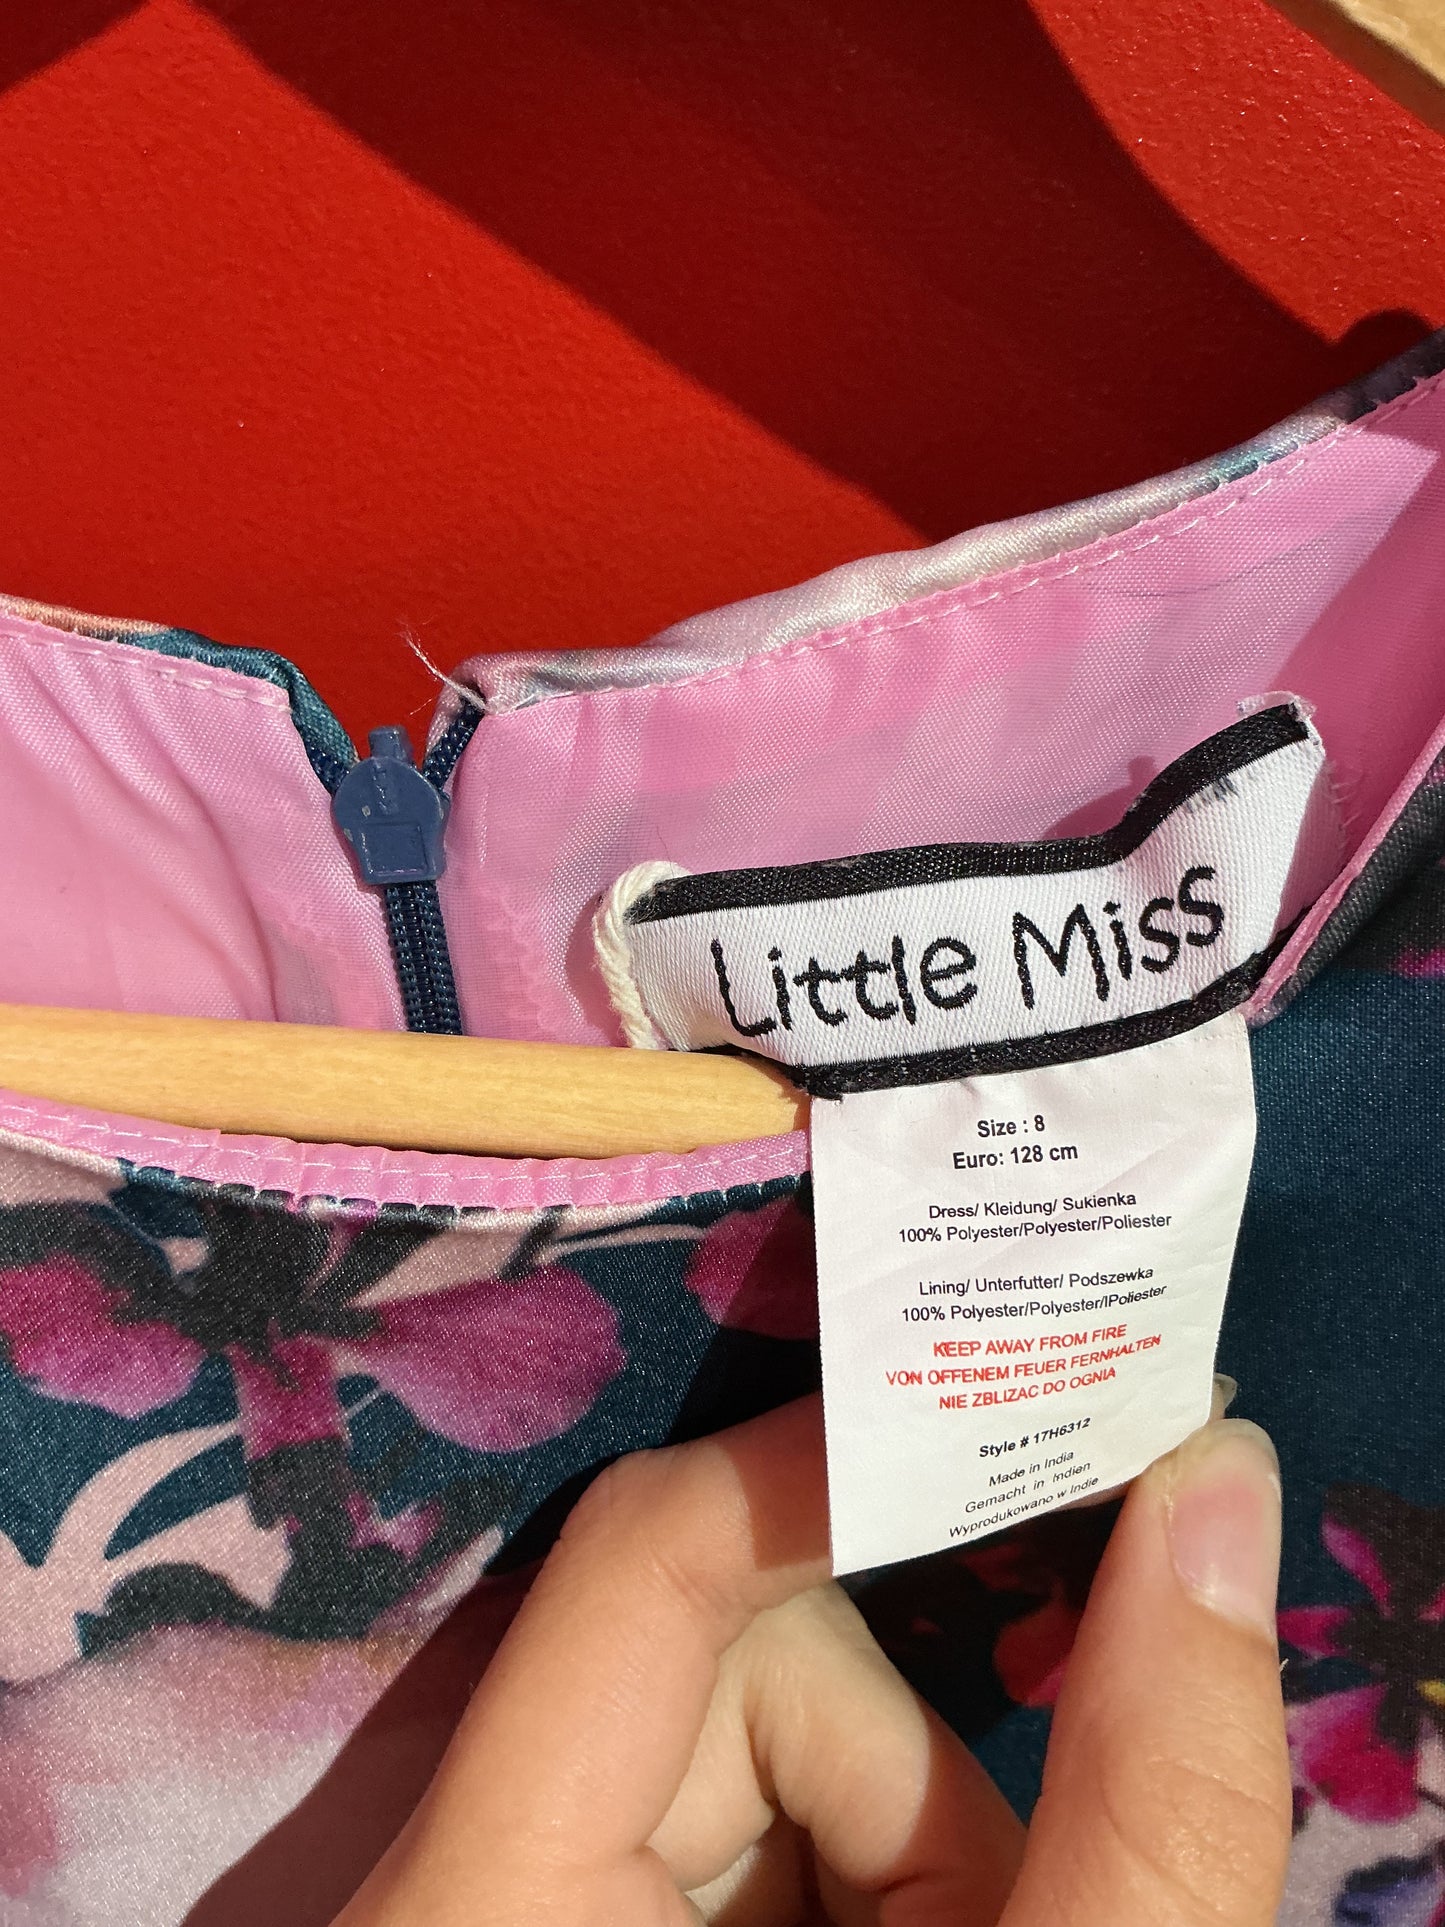 Little Miss
Size : 8
Euro: 128 cm
Dress/ Kleidung/ Sukienka
100% Polyester/Polyester/Poliester
Lining/ Unterfutter/ Podszewka
100% Polyester/Polyester/lPoliester
KEEP AWAY FROM FIRE
VON OFFENEM FEUER FERNHALTEN
NIE ZBLIZAC DO OGNIA
Style # 17H6312
Made in India
Gemacht in Indien
Wyprodukowano w Indie